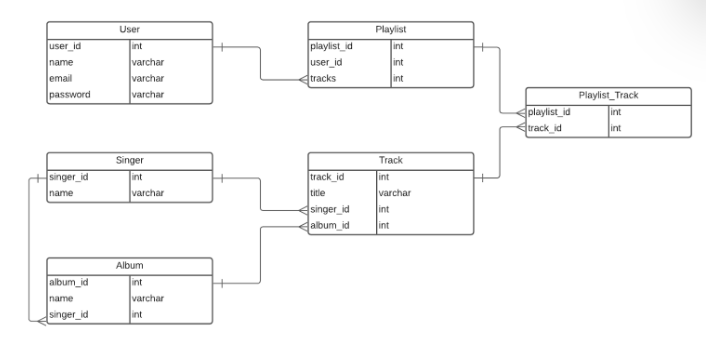 User
user_id int
name varchar
email varchar
password varchar
Playlist
playlist_id int
user_id int
tracks int
Playlist_Track
playlist_id int
track_id int
Singer
singer_id int
name varchar
Track
track_id int
title varchar
singer_id int
album_id int
Album
album_id int
name varchar
singer_id int